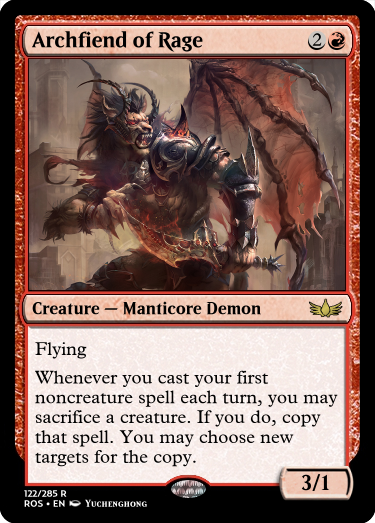 Archfiend of Rage 2
Creature — Manticore Demon
Flying
Whenever you cast your first
noncreature spell each turn, you may
sacrifice a creature. If you do, copy
that spell. You may choose new
targets for the copy.
3/1
122/285 R
ROS • EN Yuchenghong